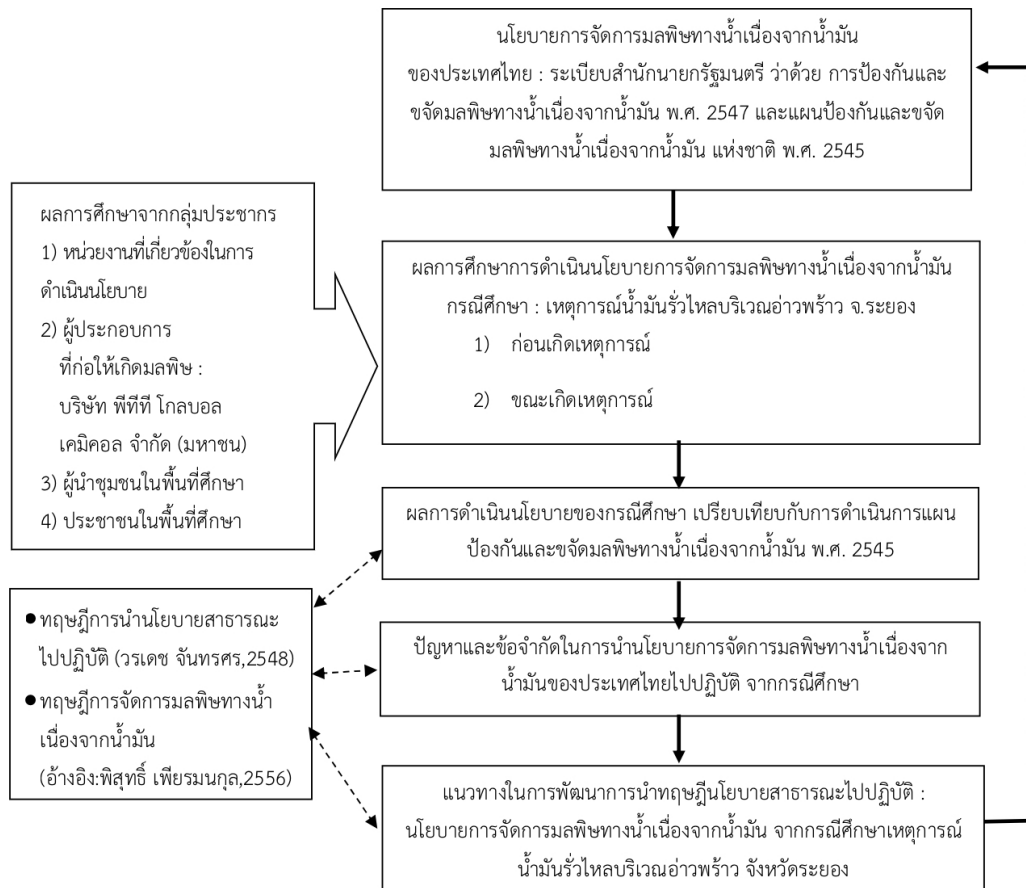 นโยบายการจัดการมลพิษทางน้ำเนื่องจากน้ำมัน
ของประเทศไทย : ระเบียบสำนักนายกรัฐมนตรี ว่าด้วย การป้องกันและ
ขจัดมลพิษทางน้ำเนื่องจากน้ำมัน พ.ศ. 2547 และแผนป้องกันและขจัด
มลพิษทางน้ำเนื่องจากน้ำมัน แห่งชาติ พ.ศ. 2545
ผลการศึกษาจากกลุ่มประชากร
1) หน่วยงานที่เกี่ยวข้องในการ
ดำเนินนโยบาย
2) ผู้ประกอบการ
ที่ก่อให้เกิดมลพิษ :
บริษัท พีทีที โกลบอล
เคมิคอล จำกัด (มหาชน)
3) ผู้นำชุมชนในพื้นที่ศึกษา
4) ประชาชนในพื้นที่ศึกษา
ผลการศึกษาการดำเนินนโยบายการจัดการมลพิษทางน้ำเนื่องจากน้ำมัน
กรณีศึกษา : เหตุการณ์น้ำมันรั่วไหลบริเวณอ่าวพร้าว จ.ระยอง
1) ก่อนเกิดเหตุการณ์
2) ขณะเกิดเหตุการณ์
ผลการดำเนินนโยบายของกรณีศึกษา เปรียบเทียบกับการดำเนินการแผน
ป้องกันและขจัดมลพิษทางน้ำเนื่องจากน้ำมัน พ.ศ. 2545
● ทฤษฎีการนำนโยบายสาธารณะ
ไปปฏิบัติ (วรเดช จันทรศร,2548)
● ทฤษฎีการจัดการมลพิษทางน้ำ
เนื่องจากน้ำมัน
(อ้างอิง:พิสุทธิ์ เพียรมนกุล,2556)
ปัญหาและข้อจำกัดในการนำนโยบายการจัดการมลพิษทางน้ำเนื่องจาก
น้ำมันของประเทศไทยไปปฏิบัติ จากกรณีศึกษา
แนวทางในการพัฒนาการนำทฤษฎีนโยบายสาธารณะไปปฏิบัติ :
นโยบายการจัดการมลพิษทางน้ำเนื่องจากน้ำมัน จากกรณีศึกษาเหตุการณ์
น้ำมันรั่วไหลบริเวณอ่าวพร้าว จังหวัดระยอง